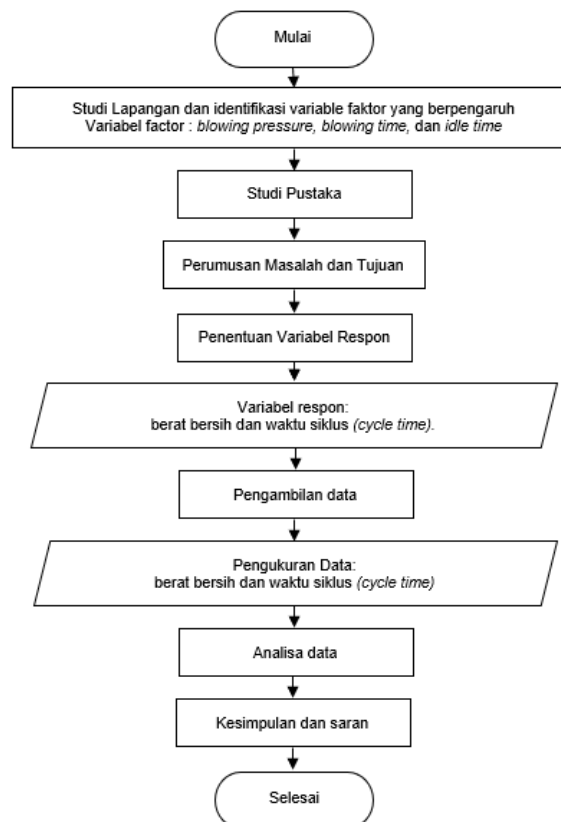 Mulai
Studi Lapangan dan identifikasi variable faktor yang berpengaruh
Variabel factor : blowing pressure, blowing time, dan idle time
Studi Pustaka
Perumusan Masalah dan Tujuan
Penentuan Variabel Respon
Variabel respon:
berat bersih dan waktu siklus (cycle time).
Pengambilan data
Pengukuran Data:
berat bersih dan waktu siklus (cycle time)
Analisa data
Kesimpulan dan saran
Selesai